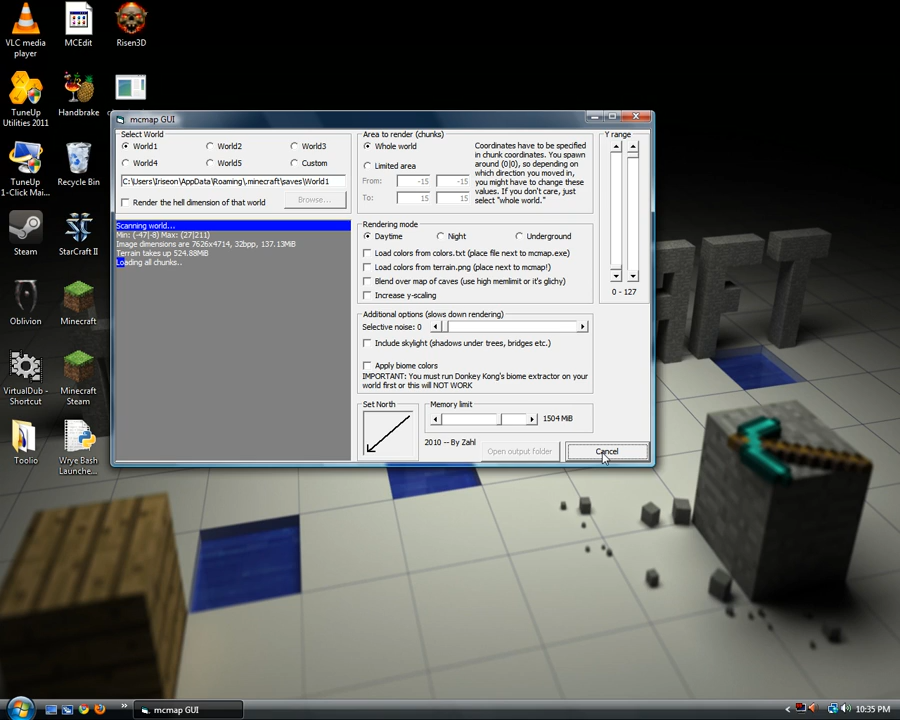 VLC media
player
MCEdit
Risen3D
TuneUp
Utilities 2011
Handbrake
TuneUp
1-Click Mai...
Recycle Bin
Steam
StarCraft II
Oblivion
Minecraft
VirtualDub -
Shortcut
Minecraft
Steam
Toolio
Wrye Bash
Launche...
mcmap GUI
Select World
World1
World2
World3
World4
World5
Custom
C:\Users\Iriseon\AppData\Roaming\.minecraft\saves\World1
Render the hell dimension of that world
Browse...
Scanning world...
Min: (-47|-8) Max: (27|211)
Image dimensions are 7626x4714, 32bpp, 137.13MiB
Terrain takes up 524.88MiB
Loading all chunks..
Area to render (chunks)
Whole world
Limited area
From:
-15
-15
To:
15
15
Coordinates have to be specified
in chunk coordinates. You spawn
around (0|0), so depending on
which direction you moved in,
you might have to change these
values. If you don't care, just
select "whole world."
Y range
0 - 127
Rendering mode
Daytime
Night
Underground
Load colors from colors.txt (place file next to mcmap.exe)
Load colors from terrain.png (place next to mcmap!)
Blend over map of caves (use high memlimit or it's glichy)
Increase y-scaling
Additional options (slows down rendering)
Selective noise: 0
Include skylight (shadows under trees, bridges etc.)
Apply biome colors
IMPORTANT: You must run Donkey Kong's biome extractor on your
world first or this will NOT WORK
Set North
Memory limit
1504 MiB
2010 -- By Zahl
Open output folder
Cancel
mcmap GUI
10:35 PM